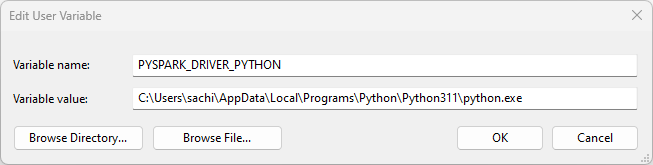 Edit User Variable
Variable name: PYSPARK_DRIVER_PYTHON
Variable value: C:\Users\sachi\AppData\Local\Programs\Python\Python311\python.exe
Browse Directory... Browse File... OK Cancel